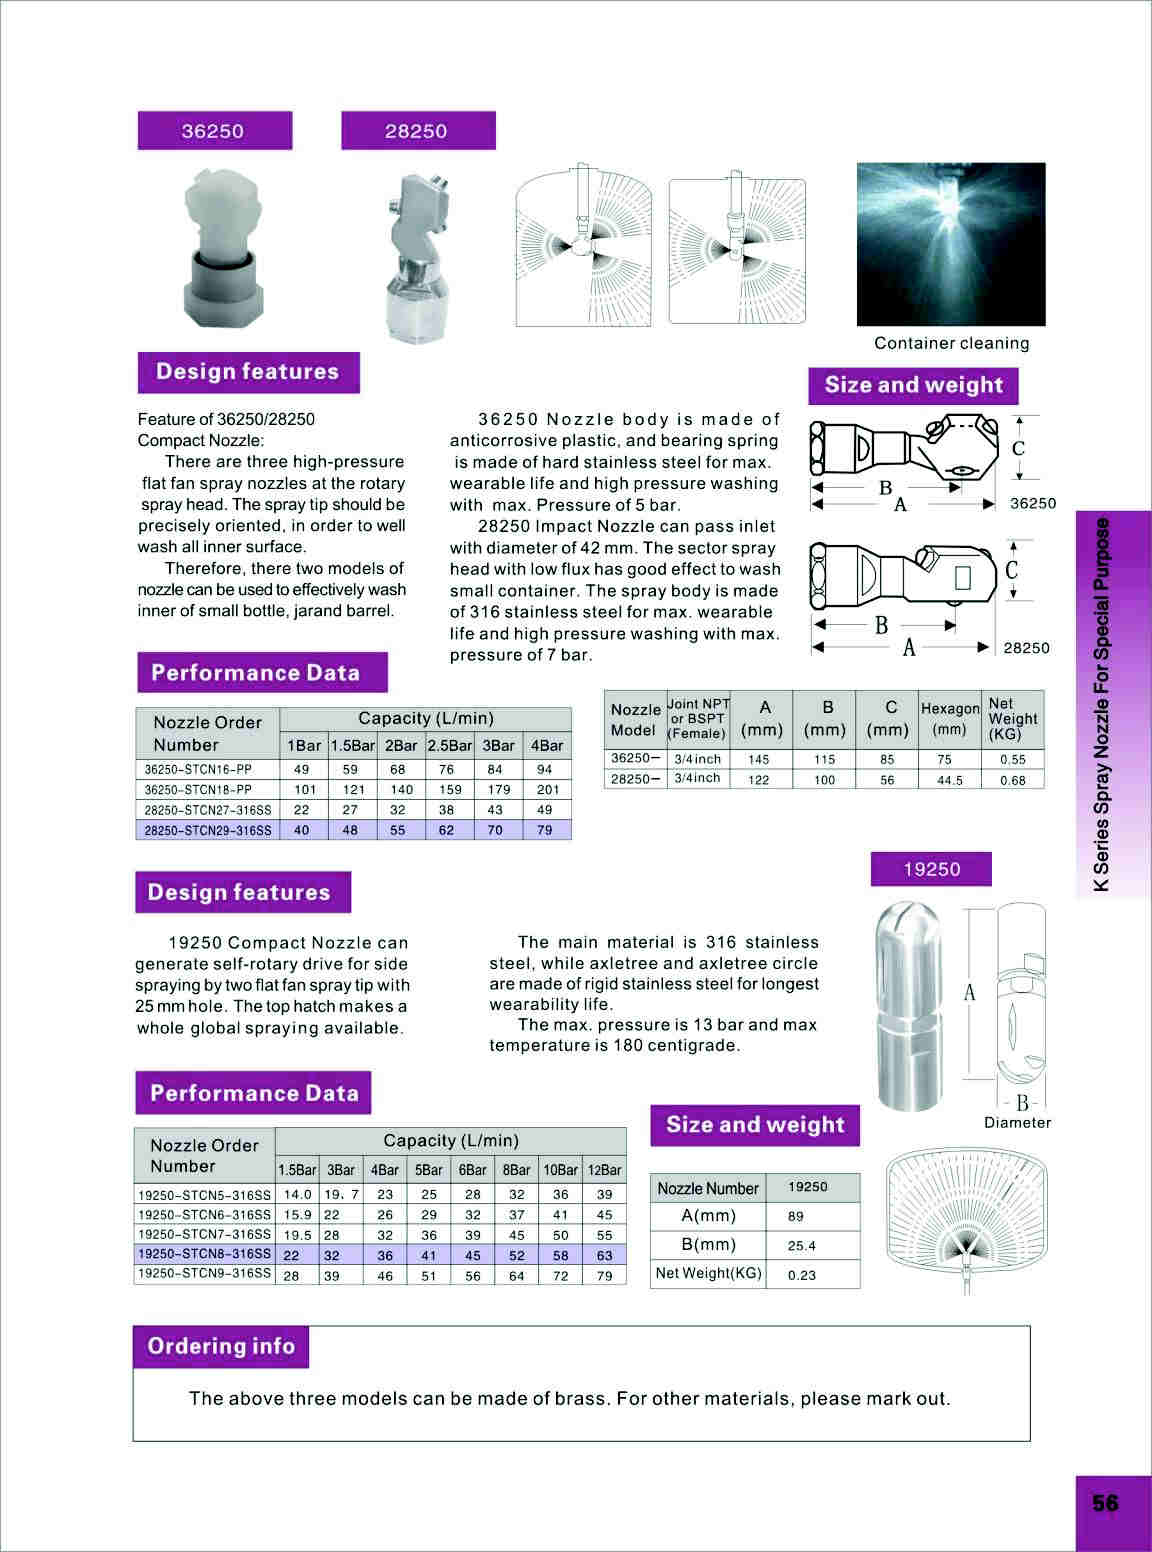 36250
28250
Container cleaning
Design features
Feature of 36250/28250
Compact Nozzle:
There are three high-pressure
flat fan spray nozzles at the rotary
spray head. The spray tip should be
precisely oriented, in order to well
wash all inner surface.
Therefore, there two models of
nozzle can be used to effectively wash
inner of small bottle, jarand barrel.
36250 Nozzle body is made of
anticorrosive plastic, and bearing spring
is made of hard stainless steel for max.
wearable life and high pressure washing
with max. Pressure of 5 bar.
28250 Impact Nozzle can pass inlet
with diameter of 42 mm. The sector spray
head with low flux has good effect to wash
small container. The spray body is made
of 316 stainless steel for max. wearable
life and high pressure washing with max.
pressure of 7 bar.
Size and weight
C
B
A
36250
C
B
A
28250
K Series Spray Nozzle For Special Purpose
Performance Data
Nozzle Order Number Capacity (L/min)
1Bar 1.5Bar 2Bar 2.5Bar 3Bar 4Bar
36250-STCN16-PP 49 59 68 76 84 94
36250-STCN18-PP 101 121 140 159 179 201
28250-STCN27-316SS 22 27 32 38 43 49
28250-STCN29-316SS 40 48 55 62 70 79
Nozzle Model Joint NPT or BSPT (Female) A (mm) B (mm) C (mm) Hexagon (mm) Net Weight (KG)
36250- 3/4inch 145 115 85 75 0.55
28250- 3/4inch 122 100 56 44.5 0.68
Design features
19250 Compact Nozzle can
generate self-rotary drive for side
spraying by two flat fan spray tip with
25 mm hole. The top hatch makes a
whole global spraying available.
The main material is 316 stainless
steel, while axletree and axletree circle
are made of rigid stainless steel for longest
wearability life.
The max. pressure is 13 bar and max
temperature is 180 centigrade.
19250
A
B
Diameter
Performance Data
Nozzle Order Number Capacity (L/min)
1.5Bar 3Bar 4Bar 5Bar 6Bar 8Bar 10Bar 12Bar
19250-STCN5-316SS 14.0 19. 7 23 25 28 32 36 39
19250-STCN6-316SS 15.9 22 26 29 32 37 41 45
19250-STCN7-316SS 19.5 28 32 36 39 45 50 55
19250-STCN8-316SS 22 32 36 41 45 52 58 63
19250-STCN9-316SS 28 39 46 51 56 64 72 79
Size and weight
Nozzle Number 19250
A(mm) 89
B(mm) 25.4
Net Weight(KG) 0.23
Ordering info
The above three models can be made of brass. For other materials, please mark out.
56